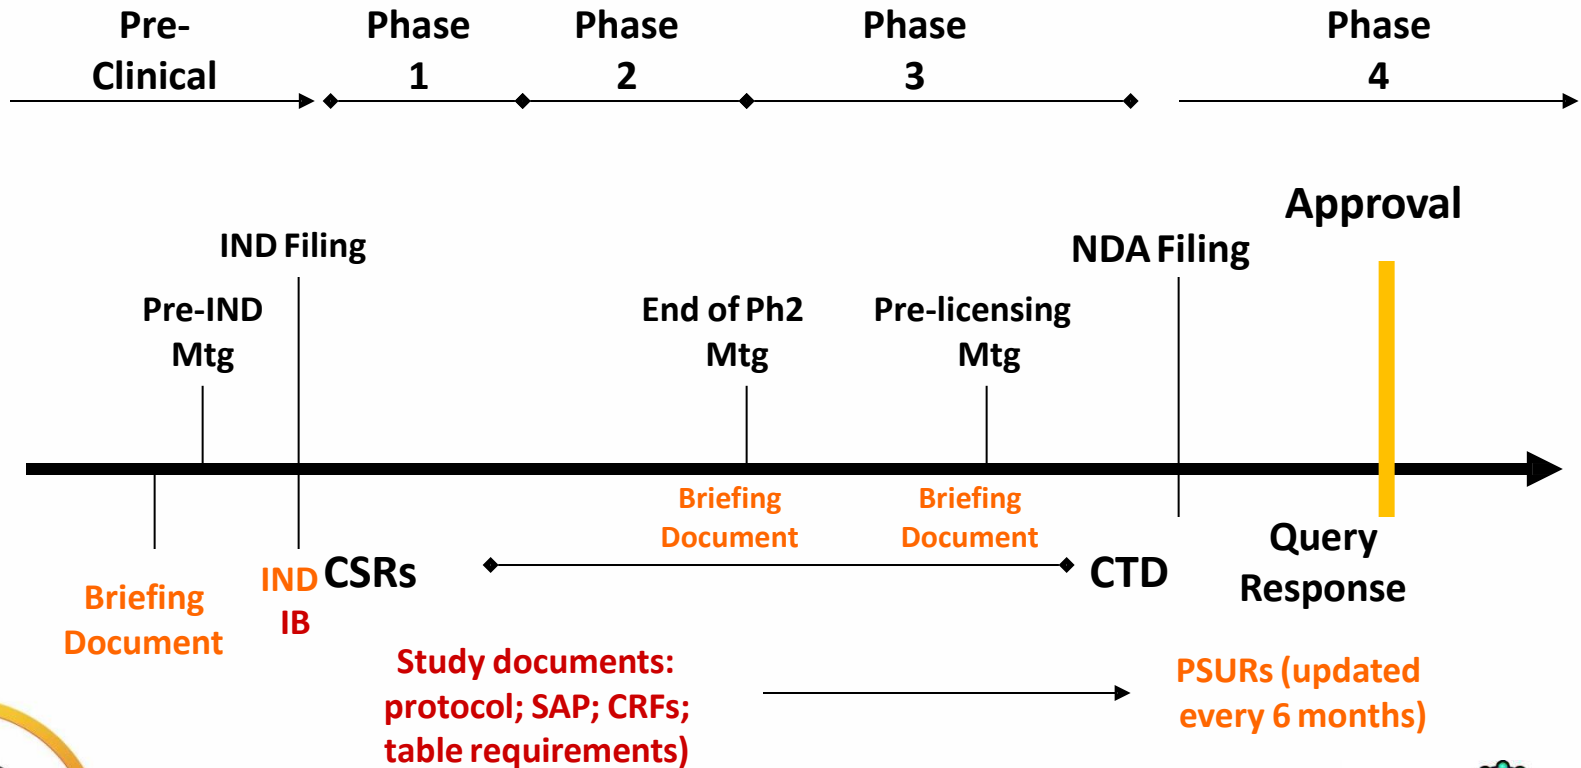 Pre-
Clinical
Phase
1
Phase
2
Phase
3
Phase
4
Approval
IND Filing
NDA Filing
Pre-IND
Mtg
End of Ph2
Mtg
Pre-licensing
Mtg
Briefing
Document
Briefing
Document
Query
Response
Briefing
Document
IND
IB
CSRs
CTD
Study documents:
protocol; SAP; CRFs;
table requirements)
PSURs (updated
every 6 months)